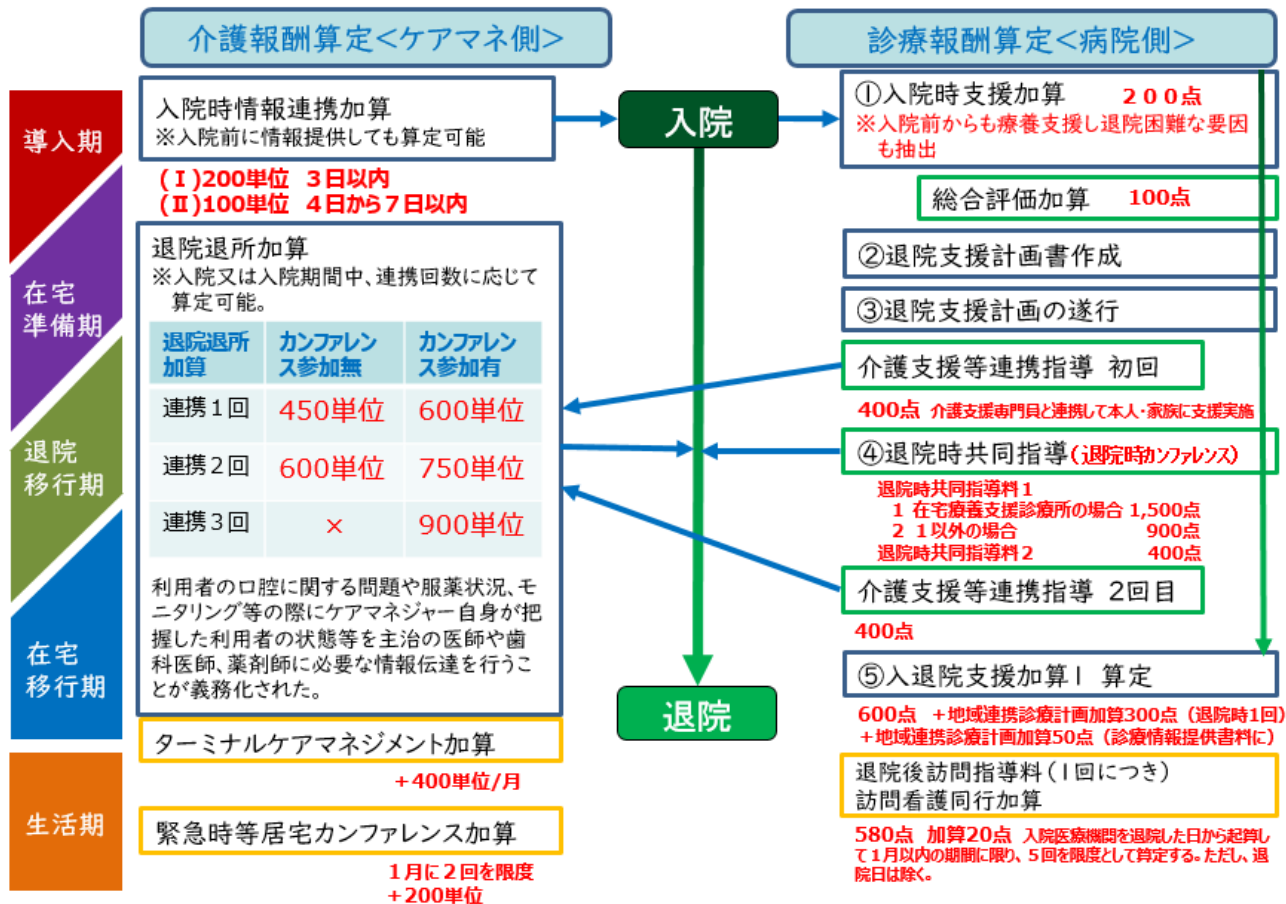 介護報酬算定<ケアマネ側>
診療報酬算定<病院側>
導入期
在宅
準備期
退院
移行期
在宅
移行期
生活期
入院時情報連携加算
※入院前に情報提供しても算定可能
(Ⅰ)200単位 3日以内
(Ⅱ)100単位 4日から7日以内
退院退所加算
※入院又は入院期間中、連携回数に応じて
算定可能。
退院退所
加算
カンファレン
ス参加無
カンファレン
ス参加有
連携1回 450単位 600単位
連携2回 600単位 750単位
連携3回 × 900単位
利用者の口腔に関する問題や服薬状況、モ
ニタリング等の際にケアマネジャー自身が把
握した利用者の状態等を主治の医師や歯
科医師、薬剤師に必要な情報伝達を行うこ
とが義務化された。
ターミナルケアマネジメント加算
+400単位/月
緊急時等居宅カンファレンス加算
1月に2回を限度
+200単位
入院
退院
①入院時支援加算 200点
※入院前からも療養支援し退院困難な要因
も抽出
総合評価加算 100点
②退院支援計画書作成
③退院支援計画の遂行
介護支援等連携指導 初回
400点 介護支援専門員と連携して本人・家族に支援実施
④退院時共同指導(退院時カンファレンス)
退院時共同指導料1
1 在宅療養支援診療所の場合 1,500点
2 1以外の場合 900点
退院時共同指導料2 400点
介護支援等連携指導 2回目
400点
⑤入退院支援加算1 算定
600点 +地域連携診療計画加算300点(退院時1回)
+地域連携診療計画加算50点(診療情報提供書料に)
退院後訪問指導料(1回につき)
訪問看護同行加算
580点 加算20点 入院医療機関を退院した日から起算し
て1月以内の期間に限り、5回を限度として算定する。ただし、退
院日は除く。